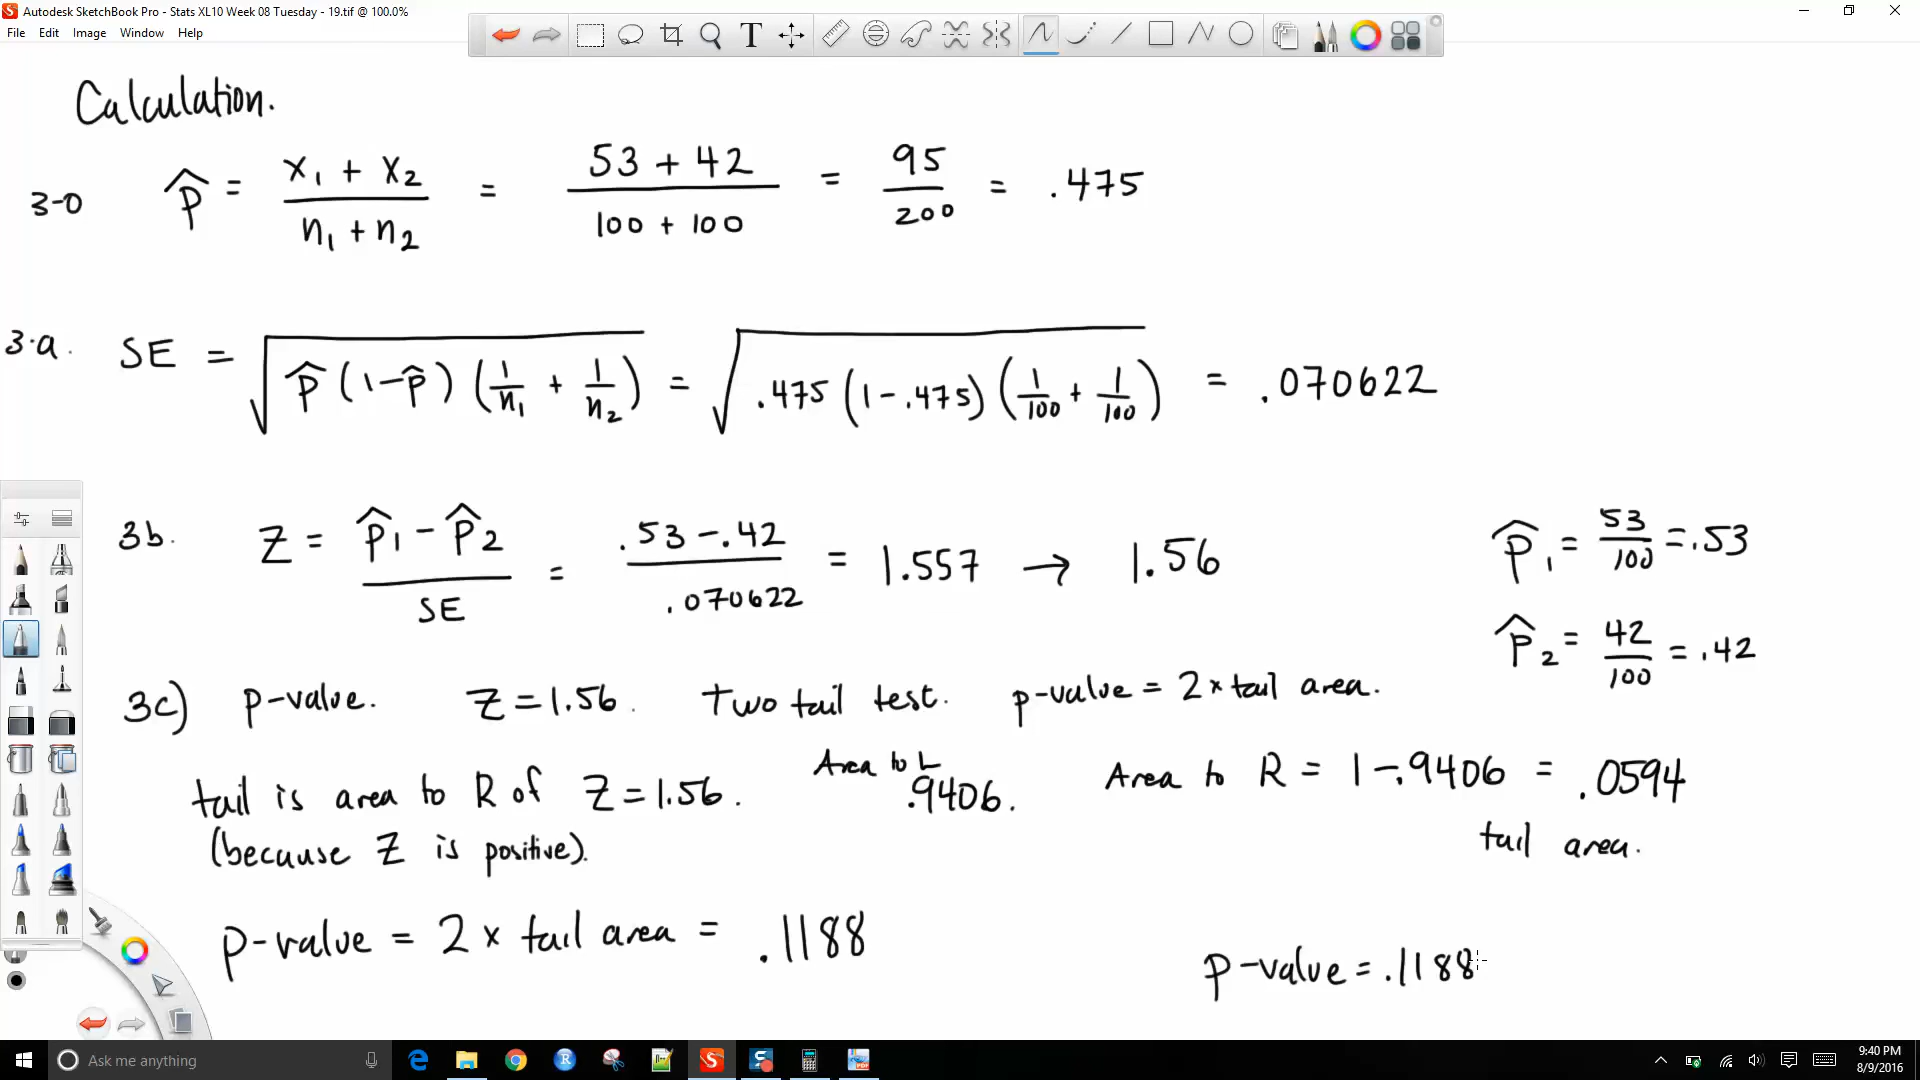 Autodesk SketchBook Pro - Stats XL10 Week 08 Tuesday - 19.tif @ 100.0%
File Edit Image Window Help
T
Calculation.
3-0 p̂ = (x₁ + x₂)/(n₁ + n₂) = (53 + 42)/(100 + 100) = 95/200 = .475
3.a. SE = √(p̂ (1-p̂) (1/n₁ + 1/n₂)) = √(.475 (1-.475) (1/100 + 1/100)) = .070622
3b. Z = (p̂₁ - p̂₂)/SE = (.53 - .42)/.070622 = 1.557 → 1.56
p̂₁ = 53/100 = .53
p̂₂ = 42/100 = .42
3c) p-value. Z = 1.56. Two tail test. p-value = 2 × tail area.
tail is area to R of Z = 1.56. Area to L .9406. Area to R = 1-.9406 = .0594
(because Z is positive). tail area.
p-value = 2 × tail area = .1188
p-value = .1188
Ask me anything
9:40 PM
8/9/2016